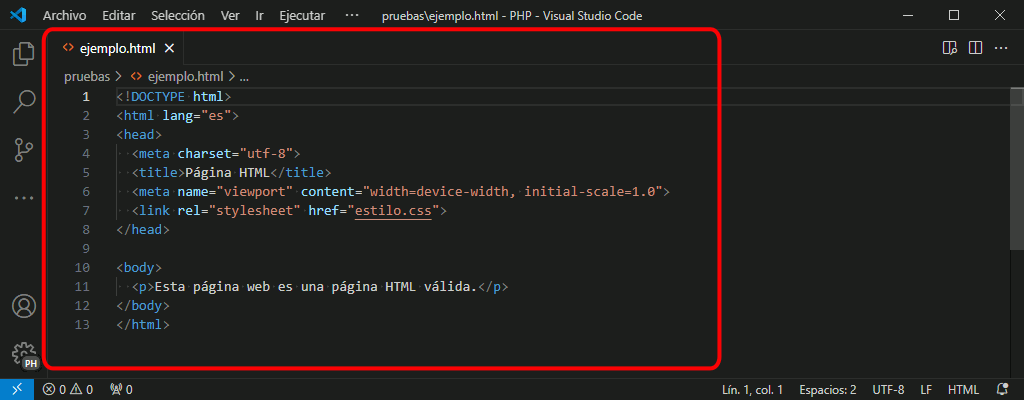 Archivo Editar Selección Ver Ir Ejecutar ··· pruebas\ejemplo.html - PHP - Visual Studio Code
<> ejemplo.html ×
pruebas > <> ejemplo.html > ...
1 <!DOCTYPE html>
2 <html lang="es">
3 <head>
4 <meta charset="utf-8">
5 <title>Página HTML</title>
6 <meta name="viewport" content="width=device-width, initial-scale=1.0">
7 <link rel="stylesheet" href="estilo.css">
8 </head>
9
10 <body>
11 <p>Esta página web es una página HTML válida.</p>
12 </body>
13 </html>
PH
0 0 0 Lín. 1, col. 1 Espacios: 2 UTF-8 LF HTML